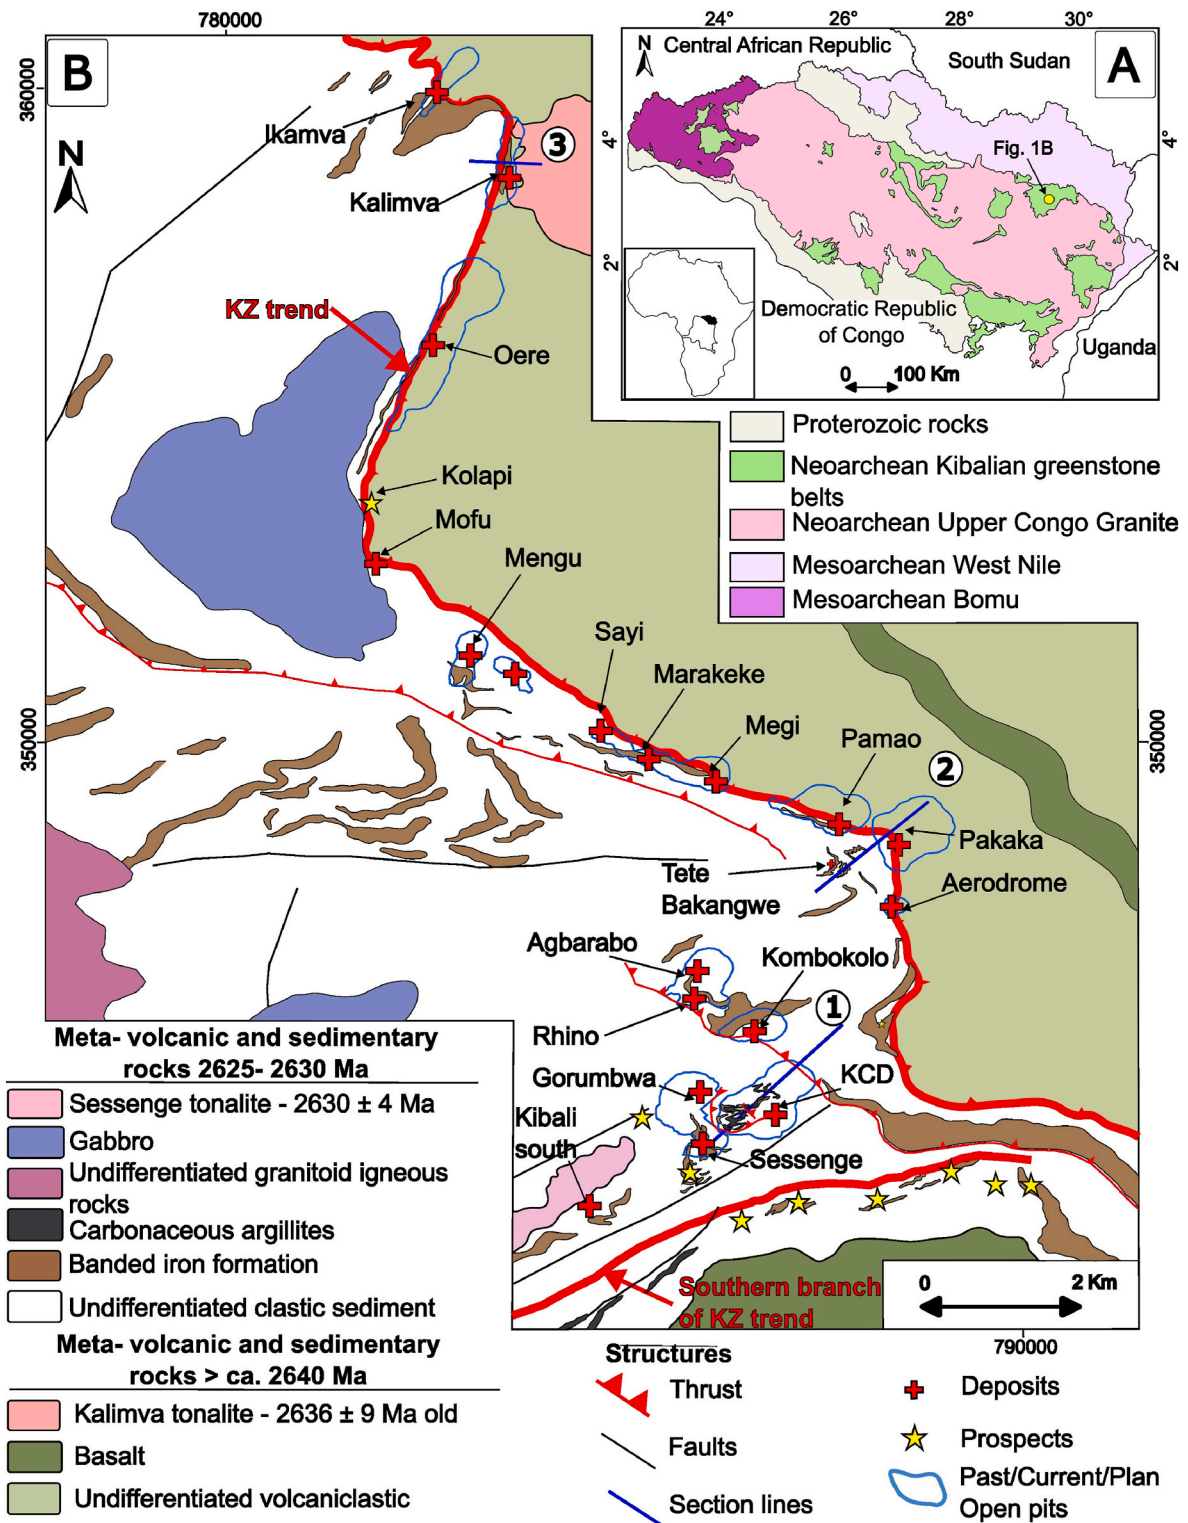 780000
24°
26°
28°
30°
B
N
Central African Republic
South Sudan
A
360000
Ikamva
3
4°
4°
Fig. 1B
N
Kalimva
2°
2°
KZ trend
Democratic Republic
of Congo
Uganda
Oere
0
100 Km
Proterozoic rocks
Neoarchean Kibalian greenstone
belts
Neoarchean Upper Congo Granite
Mesoarchean West Nile
Mesoarchean Bomu
Kolapi
Mofu
Mengu
Sayi
Marakeke
Megi
350000
350000
Pamao
2
Pakaka
Tete
Bakangwe
Aerodrome
Agbarabo
Kombokolo
1
Rhino
Gorumbwa
KCD
Kibali
south
Sessenge
Southern branch
of KZ trend
0
2 Km
790000
Meta- volcanic and sedimentary
rocks 2625- 2630 Ma
Sessenge tonalite - 2630 ± 4 Ma
Gabbro
Undifferentiated granitoid igneous
rocks
Carbonaceous argillites
Banded iron formation
Undifferentiated clastic sediment
Meta- volcanic and sedimentary
rocks > ca. 2640 Ma
Kalimva tonalite - 2636 ± 9 Ma old
Basalt
Undifferentiated volcaniclastic
Structures
Thrust
Faults
Section lines
Deposits
Prospects
Past/Current/Plan
Open pits